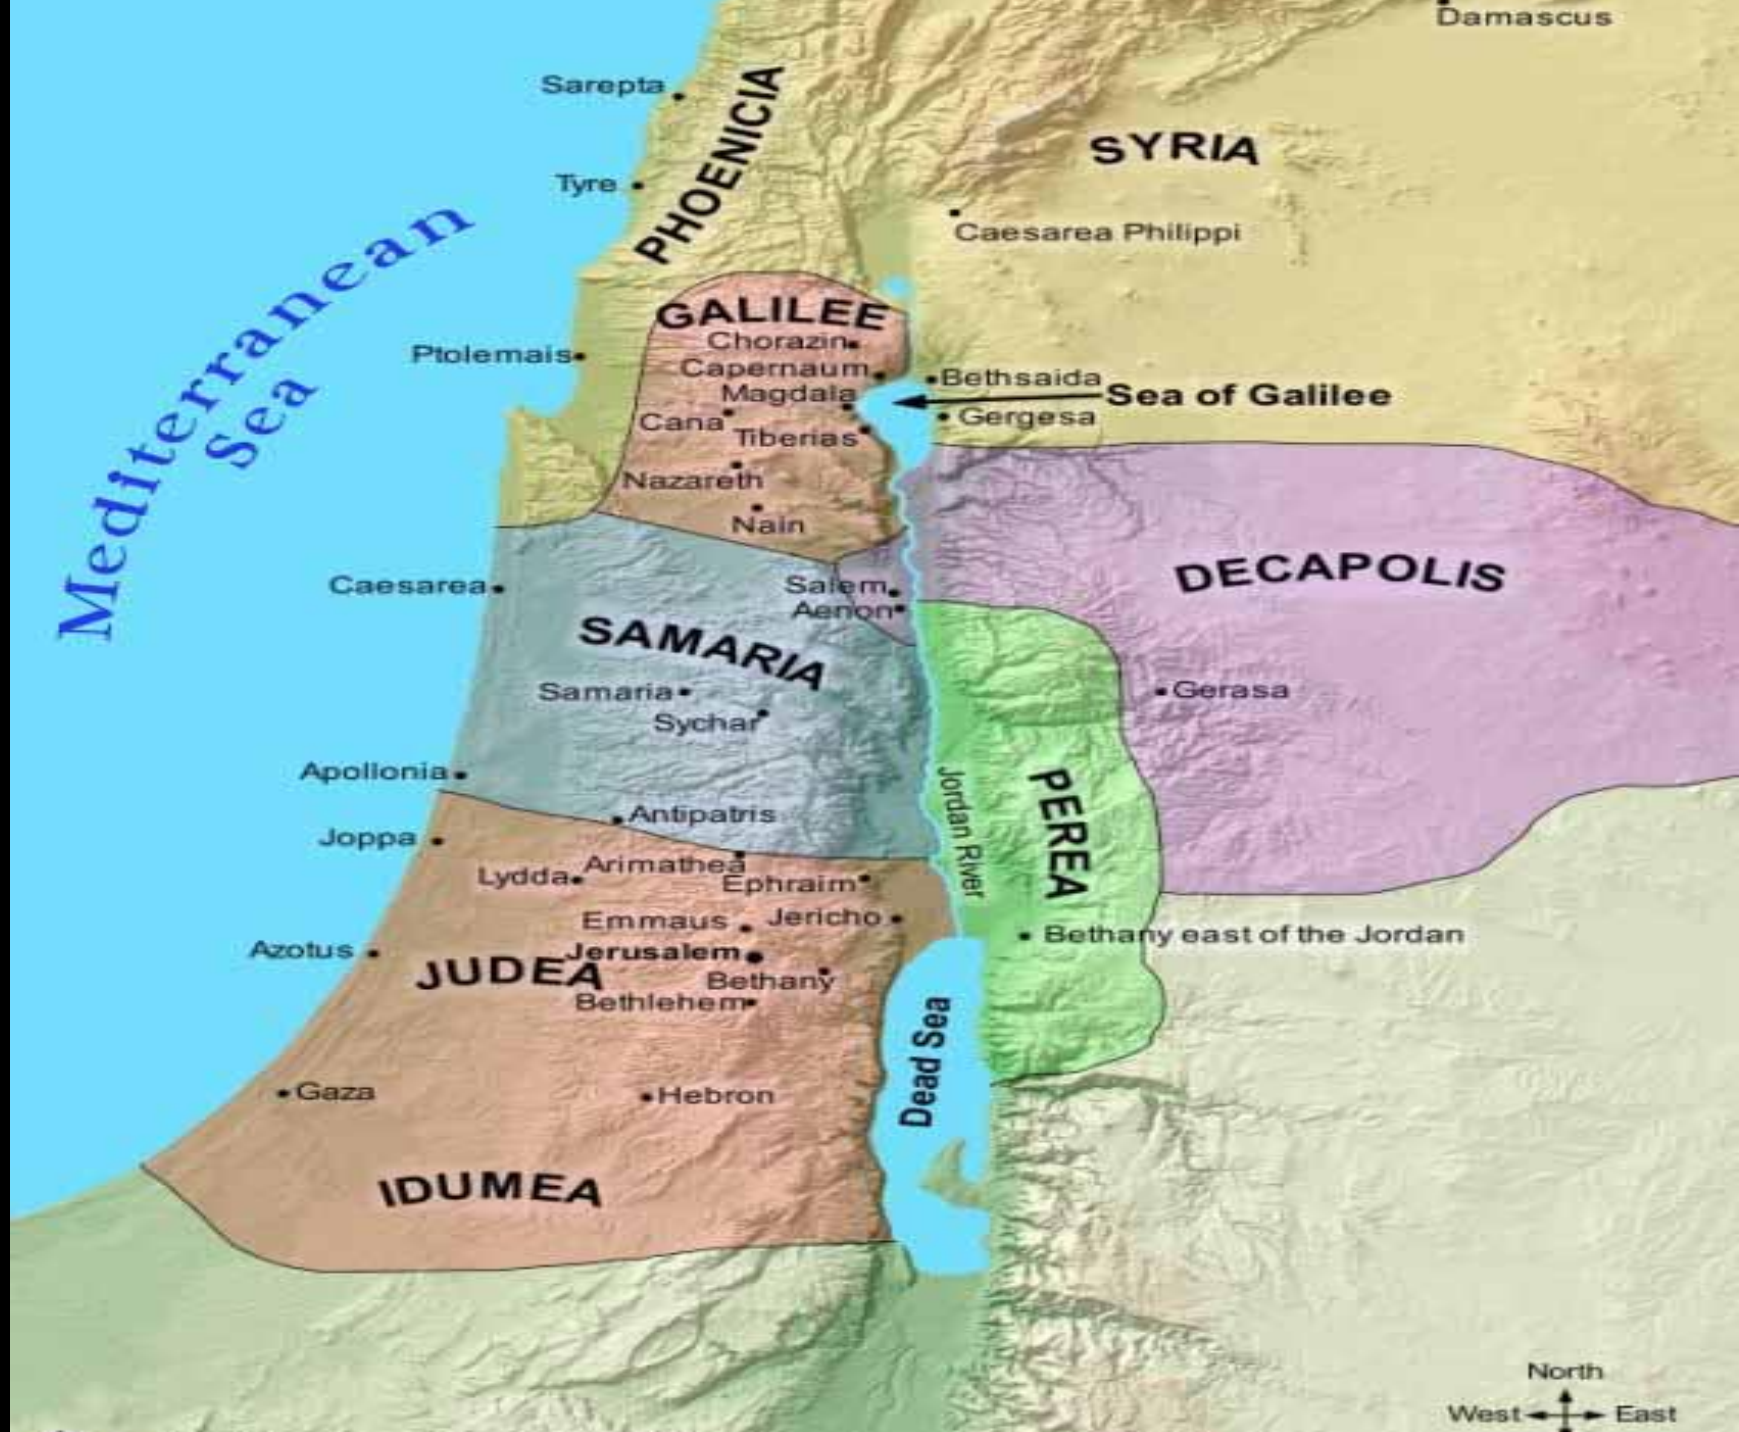 Damascus
Sarepta
PHOENICIA
SYRIA
Tyre
Caesarea Philippi
Mediterranean
Sea
GALILEE
Chorazin
Ptolemais
Capernaum
Bethsaida
Magdala
Sea of Galilee
Cana
Gergesa
Tiberias
Nazareth
Nain
DECAPOLIS
Caesarea
Salem
Aenon
SAMARIA
Samaria
Gerasa
Sychar
Apollonia
Jordan River
PEREA
Antipatris
Joppa
Arimathea
Lydda
Ephraim
Emmaus
Jericho
Bethany east of the Jordan
Azotus
Jerusalem
JUDEA
Bethany
Bethlehem
Dead Sea
Gaza
Hebron
IDUMEA
North
West East